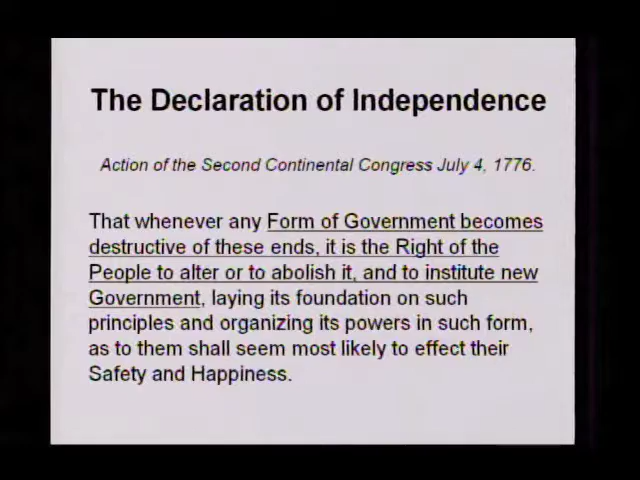 The Declaration of Independence
Action of the Second Continental Congress July 4, 1776.
That whenever any Form of Government becomes
destructive of these ends, it is the Right of the
People to alter or to abolish it, and to institute new
Government, laying its foundation on such
principles and organizing its powers in such form,
as to them shall seem most likely to effect their
Safety and Happiness.